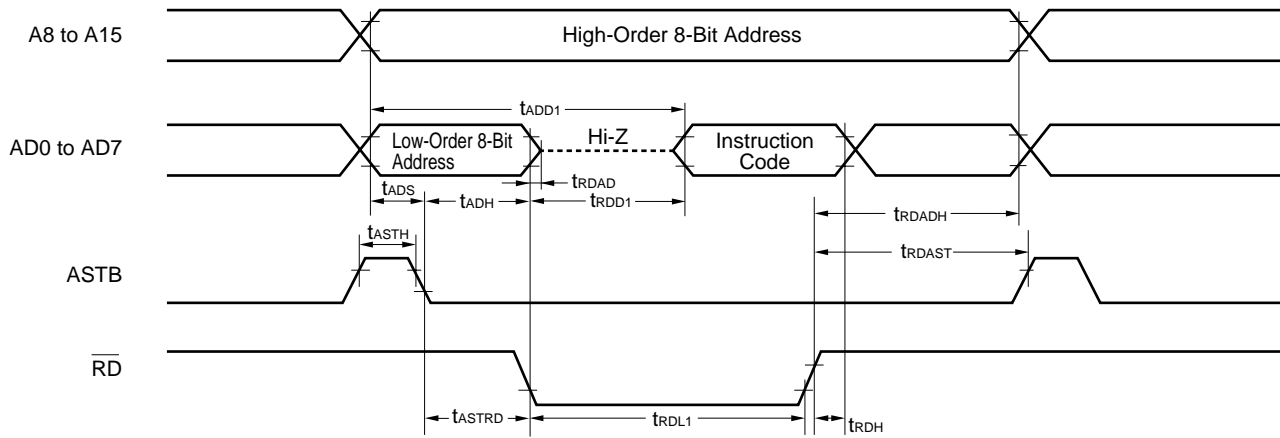 A8 to A15
High-Order 8-Bit Address
tADD1
AD0 to AD7
Low-Order 8-Bit
Address
Hi-Z
Instruction
Code
tRDAD
tADS
tADH
tRDD1
tRDADH
tASTH
tRDAST
ASTB
RD
tASTRD
tRDL1
tRDH